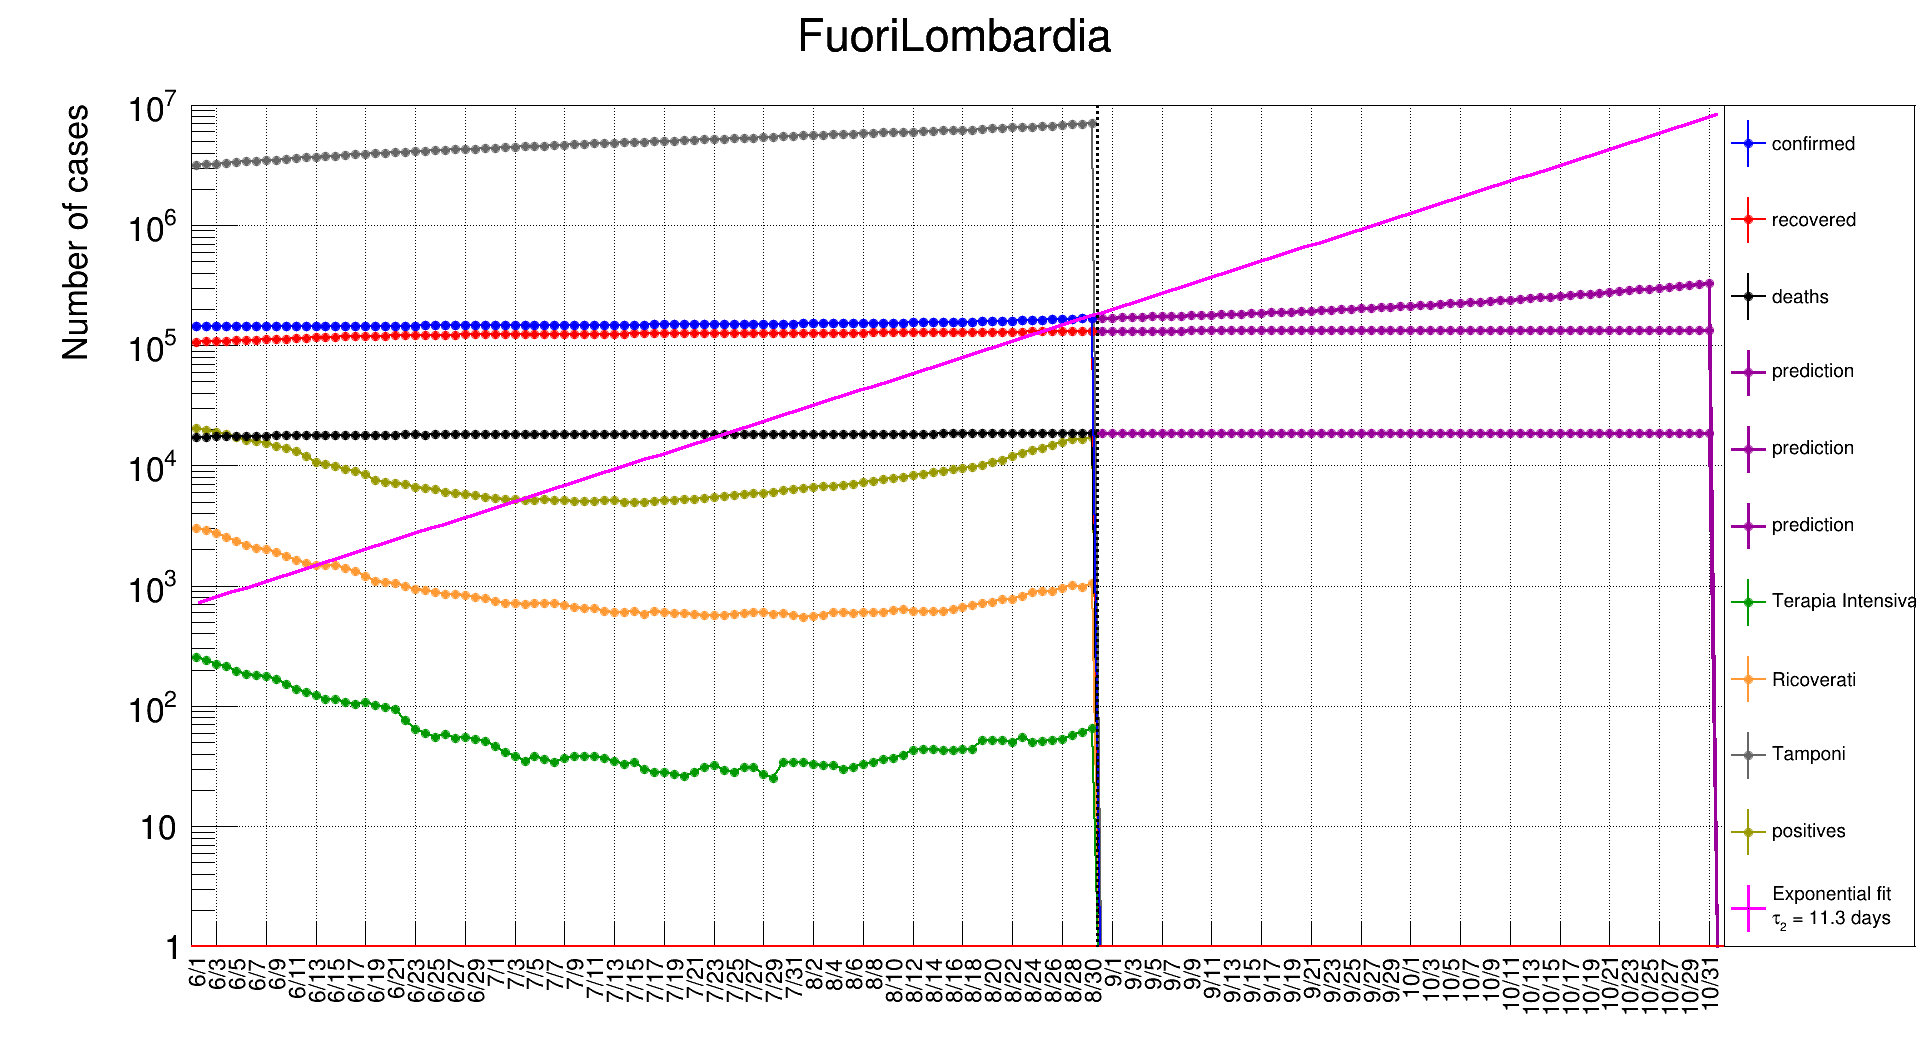 FuoriLombardia
Number of cases
10^7
10^6
10^5
10^4
10^3
10^2
10
1
6/1 6/3 6/5 6/7 6/9 6/11 6/13 6/15 6/17 6/19 6/21 6/23 6/25 6/27 6/29 7/1 7/3 7/5 7/7 7/9 7/11 7/13 7/15 7/17 7/19 7/21 7/23 7/25 7/27 7/29 7/31 8/2 8/4 8/6 8/8 8/10 8/12 8/14 8/16 8/18 8/20 8/22 8/24 8/26 8/28 8/30 9/1 9/3 9/5 9/7 9/9 9/11 9/13 9/15 9/17 9/19 9/21 9/23 9/25 9/27 9/29 10/1 10/3 10/5 10/7 10/9 10/11 10/13 10/15 10/17 10/19 10/21 10/23 10/25 10/27 10/29 10/31
confirmed
recovered
deaths
prediction
prediction
prediction
Terapia Intensiva
Ricoverati
Tamponi
positives
Exponential fit
τ₂ = 11.3 days